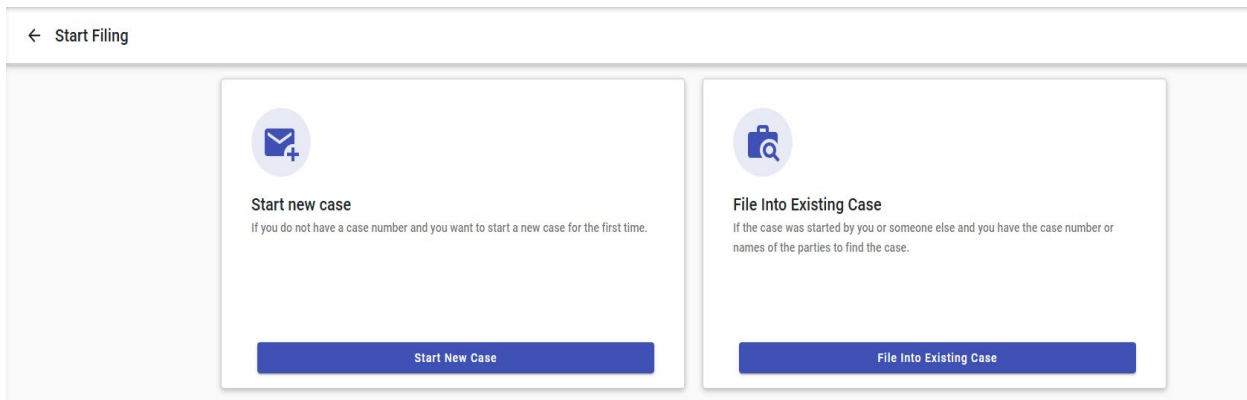 Start Filing
Start new case
If you do not have a case number and you want to start a new case for the first time.
Start New Case
File Into Existing Case
If the case was started by you or someone else and you have the case number or
names of the parties to find the case.
File Into Existing Case